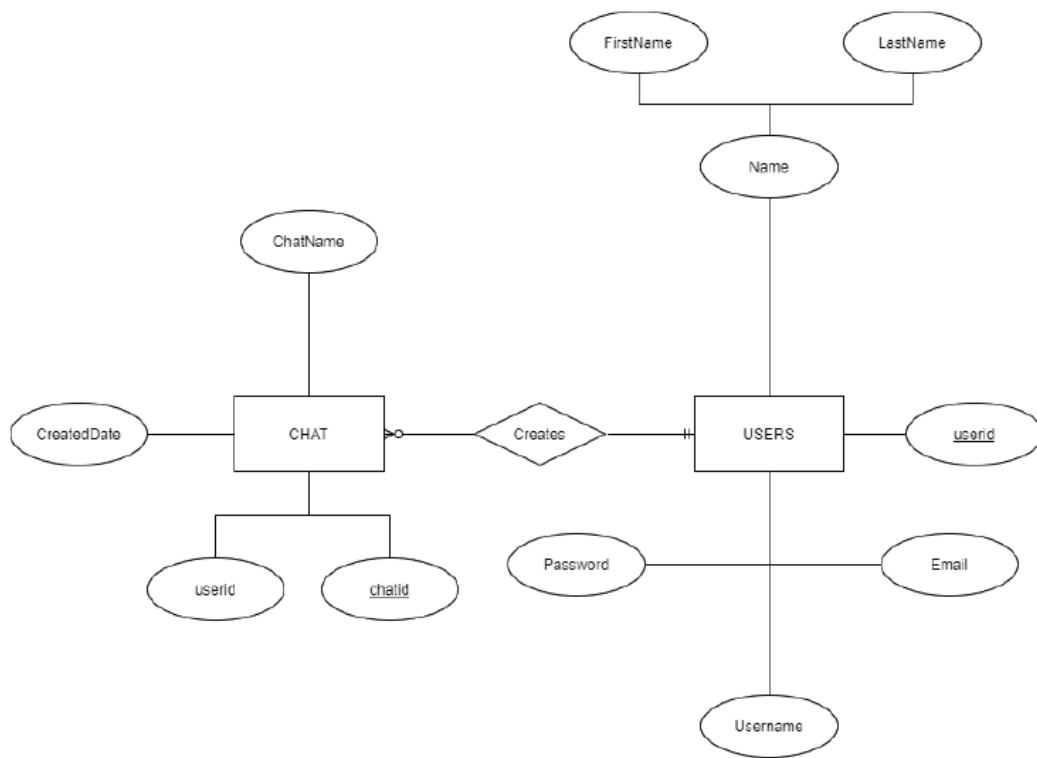 FirstName
LastName
Name
ChatName
CreatedDate
CHAT
Creates
USERS
userid
Password
Email
userid
chatid
Username